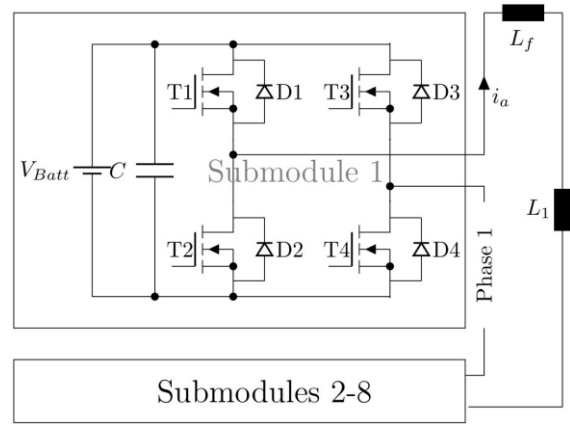 L_f
T1 D1 T3 D3
i_a
V_Batt C
Submodule 1
L_1
T2 D2 T4 D4
Phase 1
Submodules 2-8